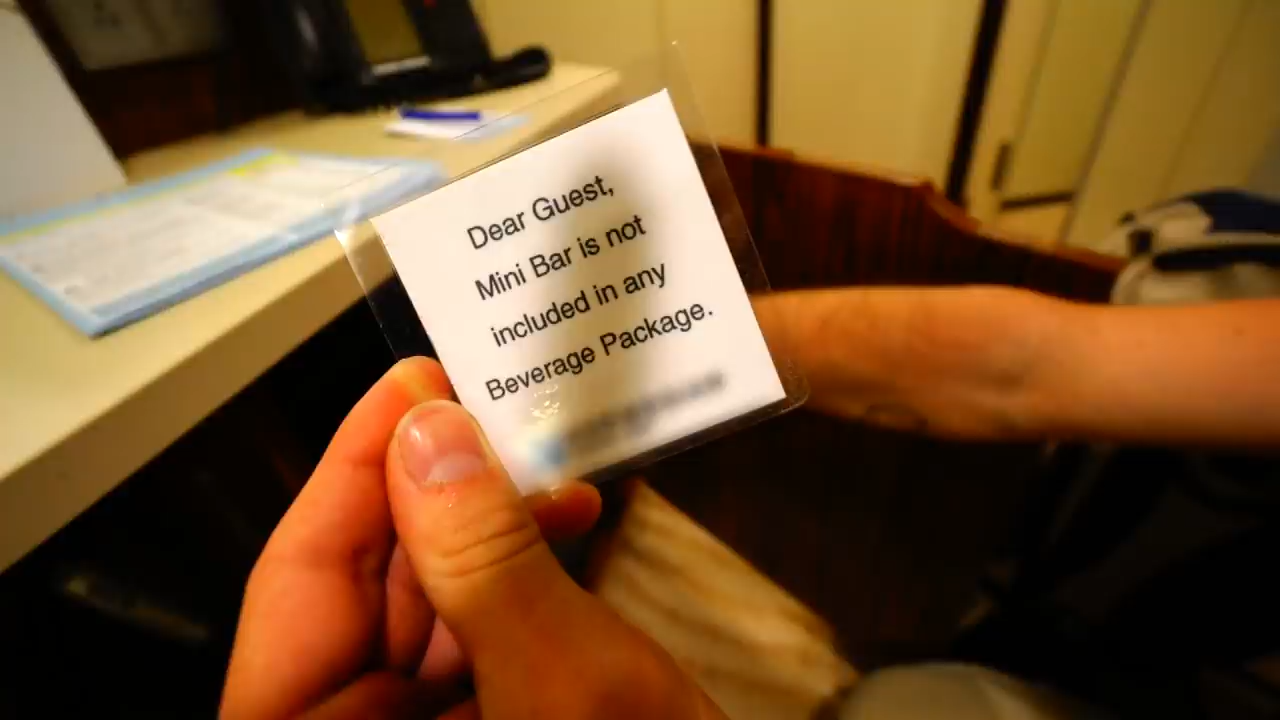 Dear Guest,
Mini Bar is not
included in any
Beverage Package.